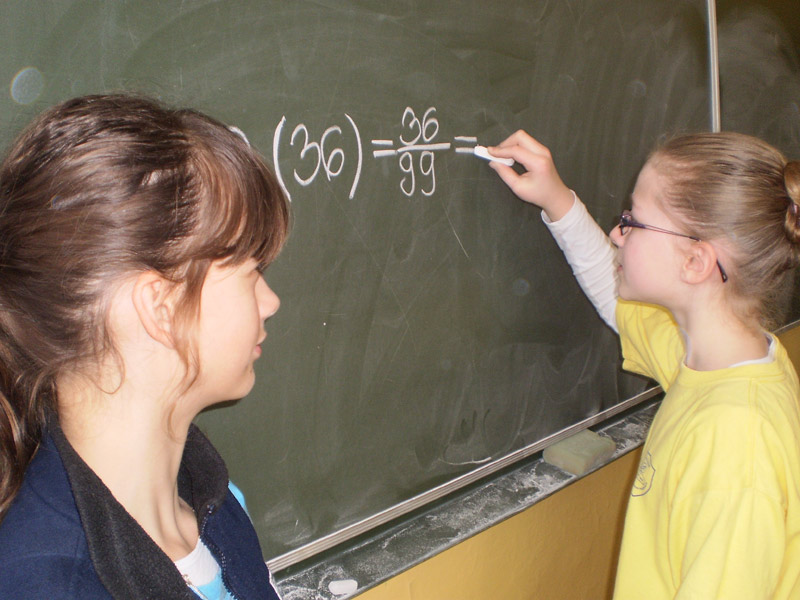 (36) = 36/99 =